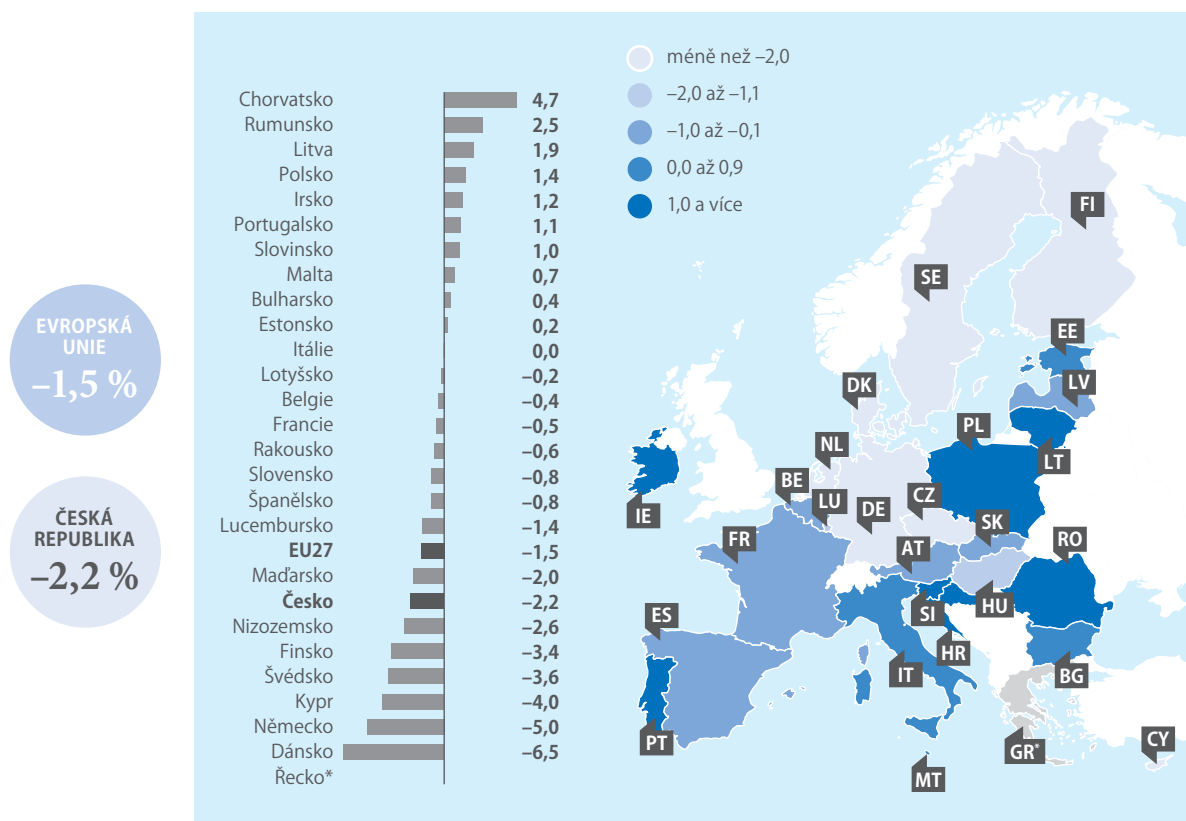 EVROPSKÁ
UNIE
–1,5 %
ČESKÁ
REPUBLIKA
–2,2 %
Chorvatsko 4,7
Rumunsko 2,5
Litva 1,9
Polsko 1,4
Irsko 1,2
Portugalsko 1,1
Slovinsko 1,0
Malta 0,7
Bulharsko 0,4
Estonsko 0,2
Itálie 0,0
Lotyšsko –0,2
Belgie –0,4
Francie –0,5
Rakousko –0,6
Slovensko –0,8
Španělsko –0,8
Lucembursko –1,4
EU27 –1,5
Maďarsko –2,0
Česko –2,2
Nizozemsko –2,6
Finsko –3,4
Švédsko –3,6
Kypr –4,0
Německo –5,0
Dánsko –6,5
Řecko*
méně než –2,0
–2,0 až –1,1
–1,0 až –0,1
0,0 až 0,9
1,0 a více
FI
SE
EE
LV
DK
PL
LT
NL
BE
LU
DE
CZ
SK
IE
FR
AT
RO
ES
SI
HU
HR
IT
BG
PT
MT
GR*
CY